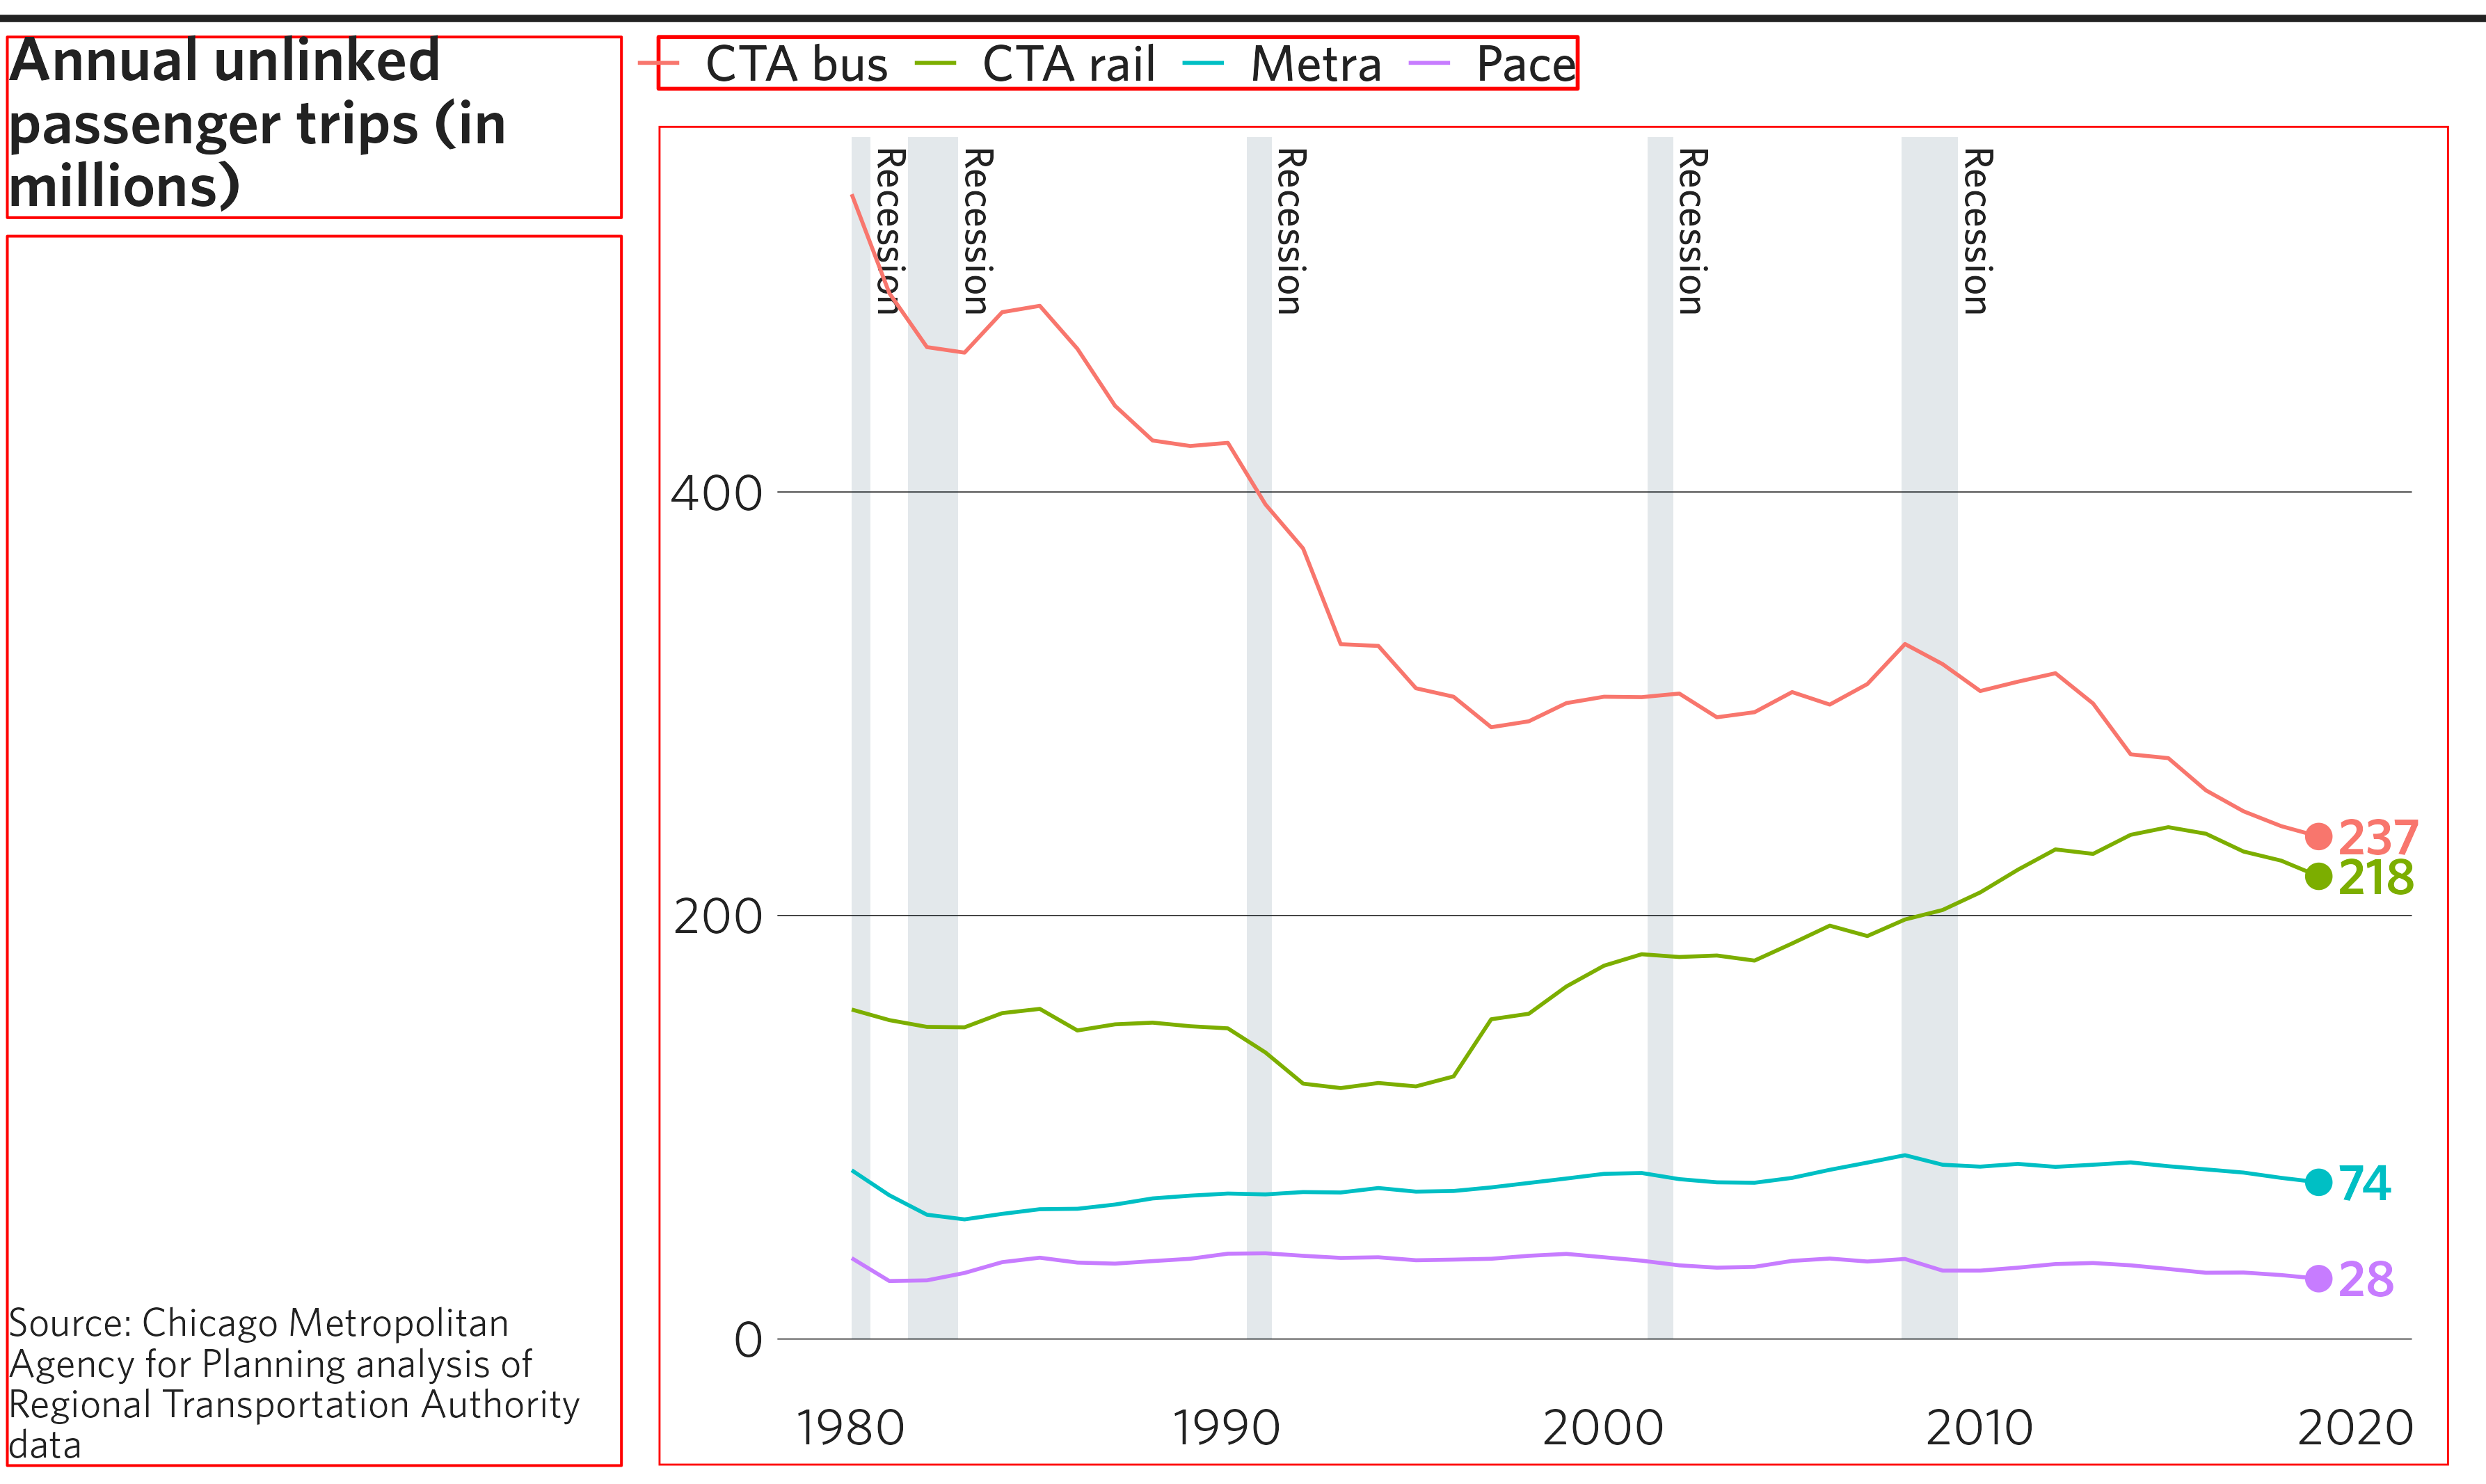 Annual unlinked
passenger trips (in
millions)
CTA bus CTA rail Metra Pace
Recession Recession Recession Recession Recession
400
200
0
237
218
74
28
1980 1990 2000 2010 2020
Source: Chicago Metropolitan
Agency for Planning analysis of
Regional Transportation Authority
data